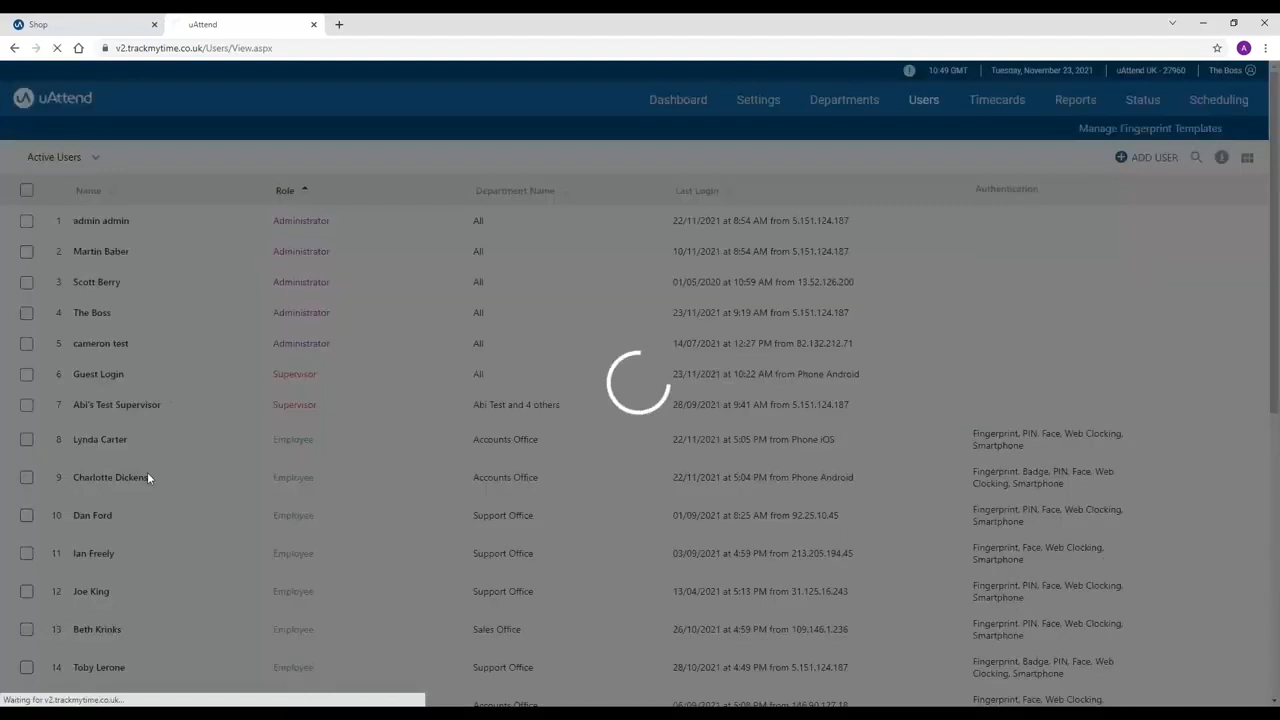 Shop
uAttend
v2.trackmytime.co.uk/Users/View.aspx
10:49 GMT Tuesday, November 23, 2021 uAttend UK - 27960 The Boss
uAttend Dashboard Settings Departments Users Timecards Reports Status Scheduling
Manage Fingerprint Templates
Active Users ADD USER
Name Role Department Name Last Login Authentication
1 admin admin Administrator All 22/11/2021 at 8:54 AM from 5.151.124.187
2 Martin Baber Administrator All 10/11/2021 at 8:54 AM from 5.151.124.187
3 Scott Berry Administrator All 01/05/2020 at 10:59 AM from 13.52.126.200
4 The Boss Administrator All 23/11/2021 at 9:19 AM from 5.151.124.187
5 cameron test Administrator All 14/07/2021 at 12:27 PM from 82.132.212.71
6 Guest Login Supervisor All 23/11/2021 at 10:22 AM from Phone Android
7 Abi's Test Supervisor Supervisor Abi Test and 4 others 28/09/2021 at 9:41 AM from 5.151.124.187
8 Lynda Carter Employee Accounts Office 22/11/2021 at 5:05 PM from Phone iOS Fingerprint, PIN, Face, Web Clocking,
Smartphone
9 Charlotte Dickens Employee Accounts Office 22/11/2021 at 5:04 PM from Phone Android Fingerprint, Badge, PIN, Face, Web
Clocking, Smartphone
10 Dan Ford Employee Support Office 01/09/2021 at 8:25 AM from 92.25.10.45 Fingerprint, PIN, Face, Web Clocking,
Smartphone
11 Ian Freely Employee Support Office 03/09/2021 at 4:59 PM from 213.205.194.45 Fingerprint, Face, Web Clocking,
Smartphone
12 Joe King Employee Support Office 13/04/2021 at 5:13 PM from 31.125.16.243 Fingerprint, PIN, Face, Web Clocking,
Smartphone
13 Beth Krinks Employee Sales Office 26/10/2021 at 4:59 PM from 109.146.1.236 Fingerprint, PIN, Face, Web Clocking,
Smartphone
14 Toby Lerone Employee Support Office 28/10/2021 at 4:49 PM from 5.151.124.187 Fingerprint, Badge, PIN, Face, Web
Clocking, Smartphone
Fingerprint, Face, Web Clocking,
Waiting for v2.trackmytime.co.uk...